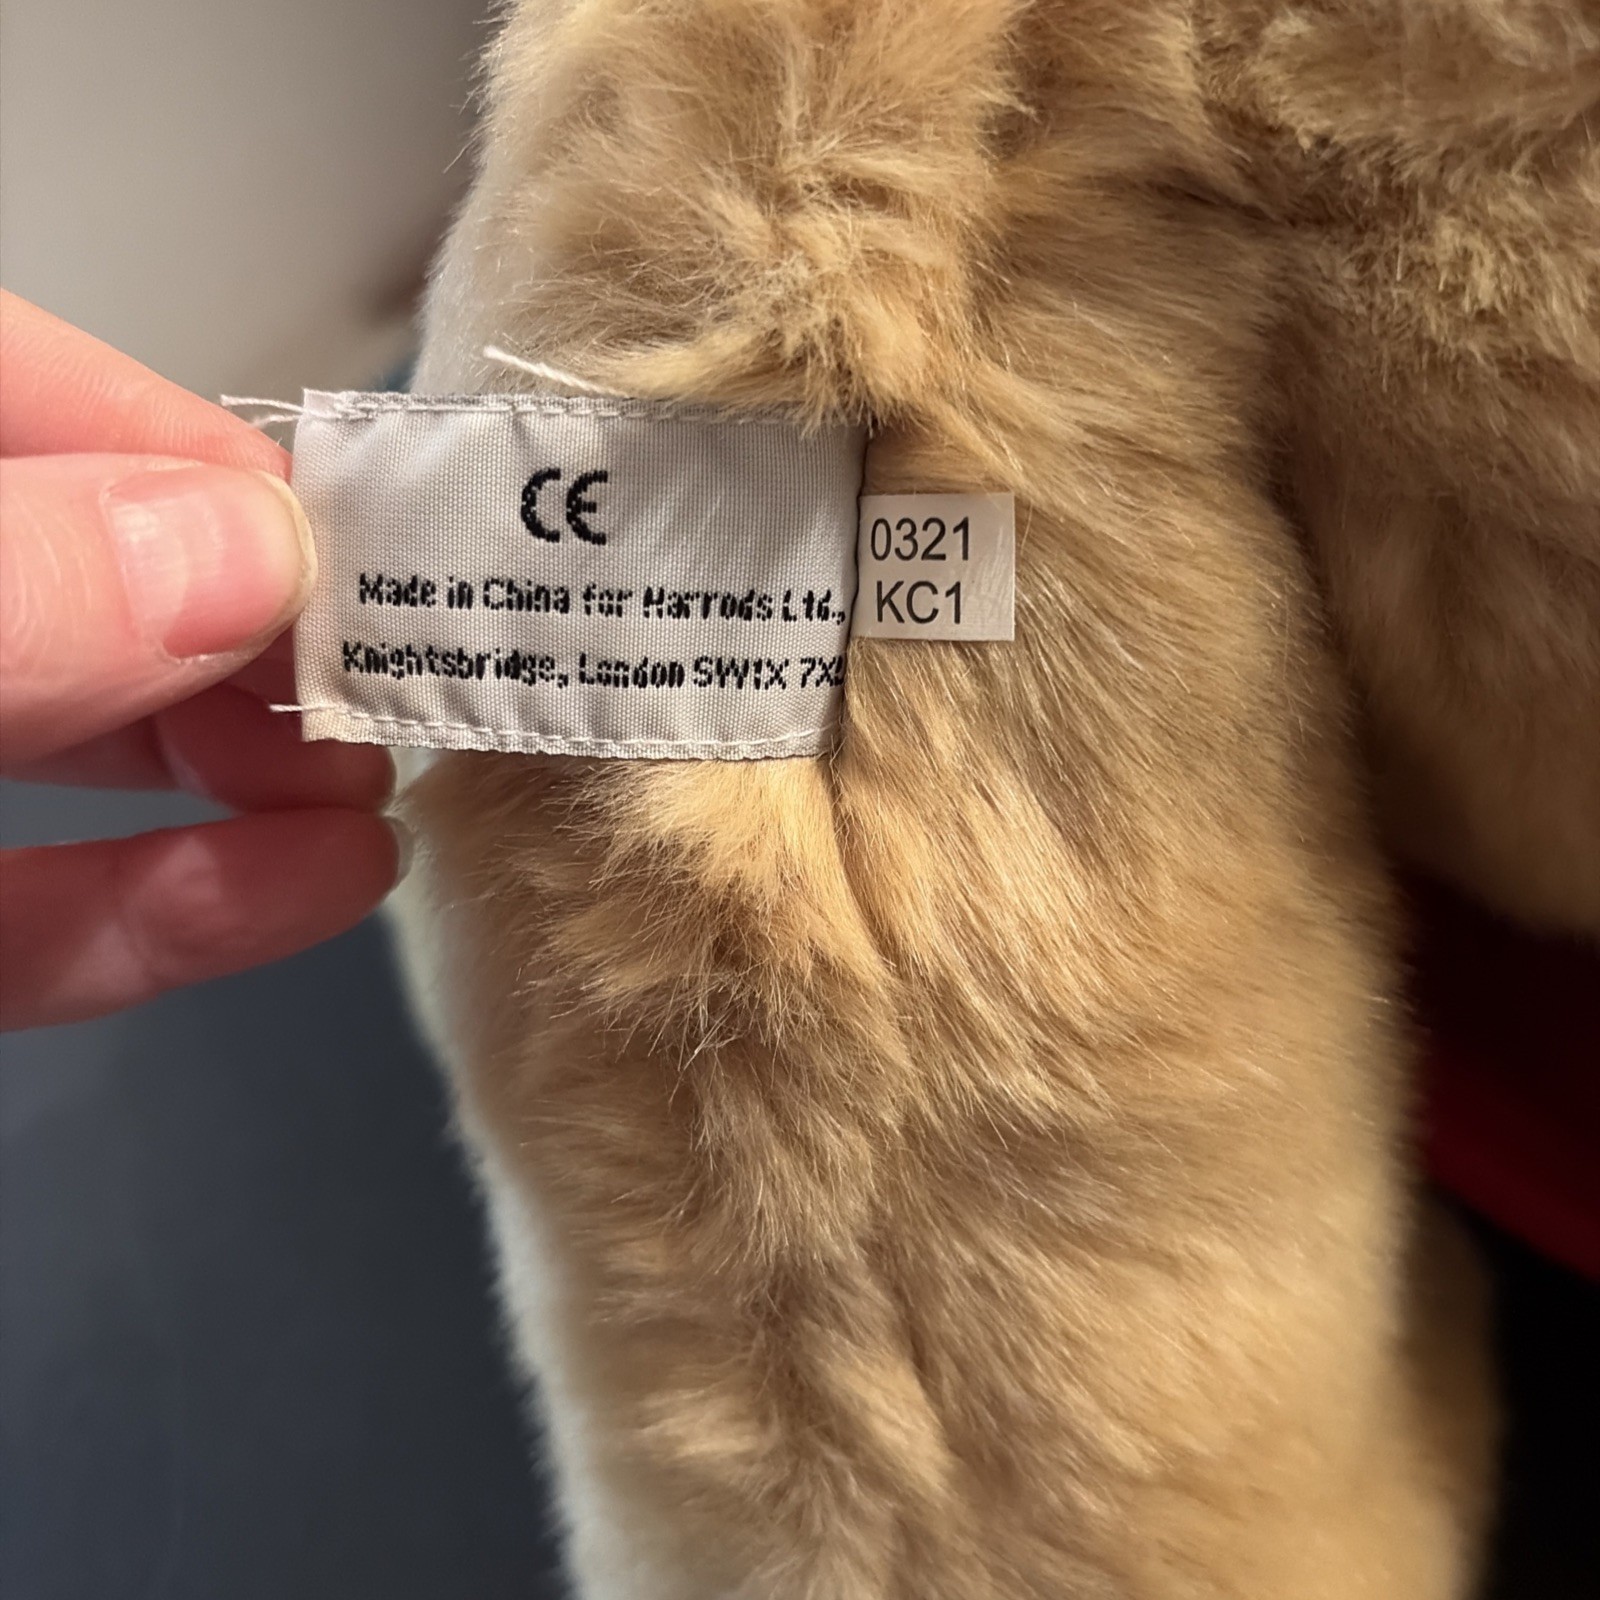 CE
Made in China for Harrods Ltd.,
Knightsbridge, London SW1X 7XL
0321
KC1